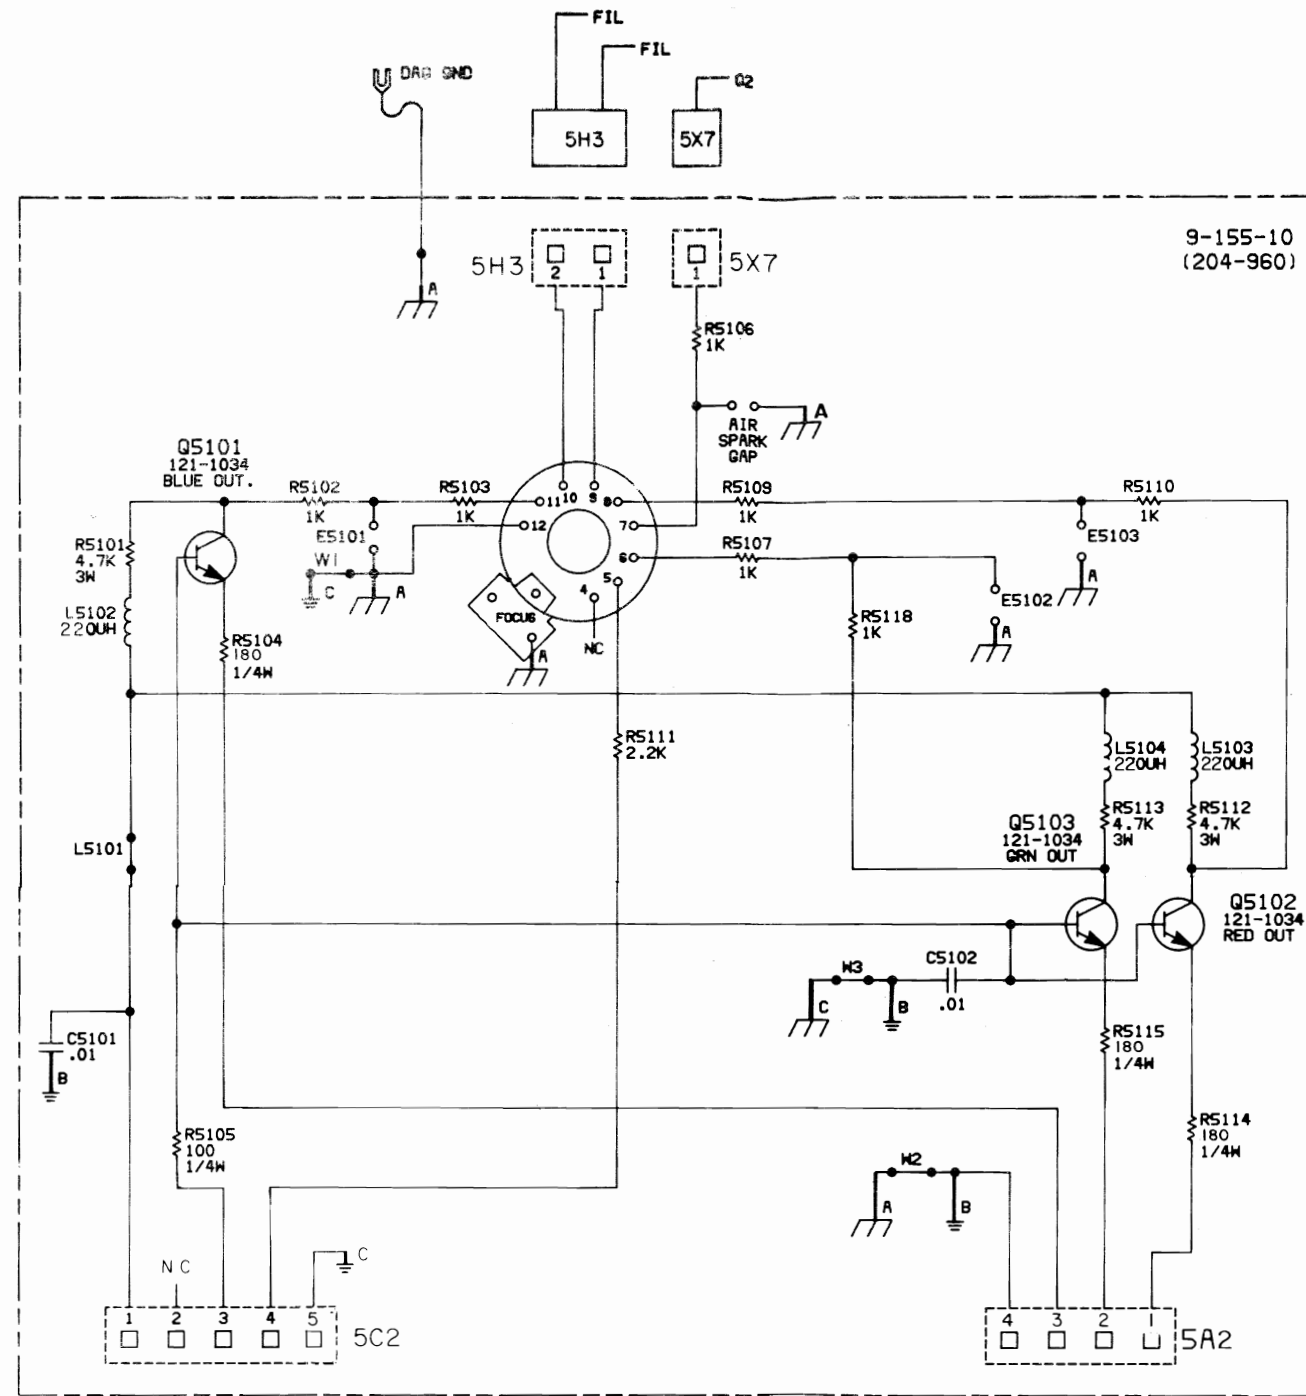 FIL
FIL
DAG GND
Q2
5H3
5X7
9-155-10
(204-960)
5H3
2
1
1
5X7
A
R5106
1K
A
AIR
SPARK
GAP
Q5101
121-1034
BLUE OUT.
R5102
1K
R5103
1K
11
10
9
8
R5109
1K
R5110
1K
E5101
12
7
E5103
R5101
4.7K
3W
W1
C
A
6
R5107
1K
A
5
4
FOCUS
E5102
L5102
220UH
R5104
180
1/4W
A
NC
R5118
1K
A
R5111
2.2K
L5104
220UH
L5103
220UH
R5113
4.7K
3W
R5112
4.7K
3W
L5101
Q5103
121-1034
GRN OUT
Q5102
121-1034
RED OUT
W3
C5102
.01
C
B
C5101
.01
B
R5115
180
1/4W
R5105
100
1/4W
R5114
180
1/4W
W2
A
B
NC
C
1
2
3
4
5
5C2
4
3
2
1
5A2